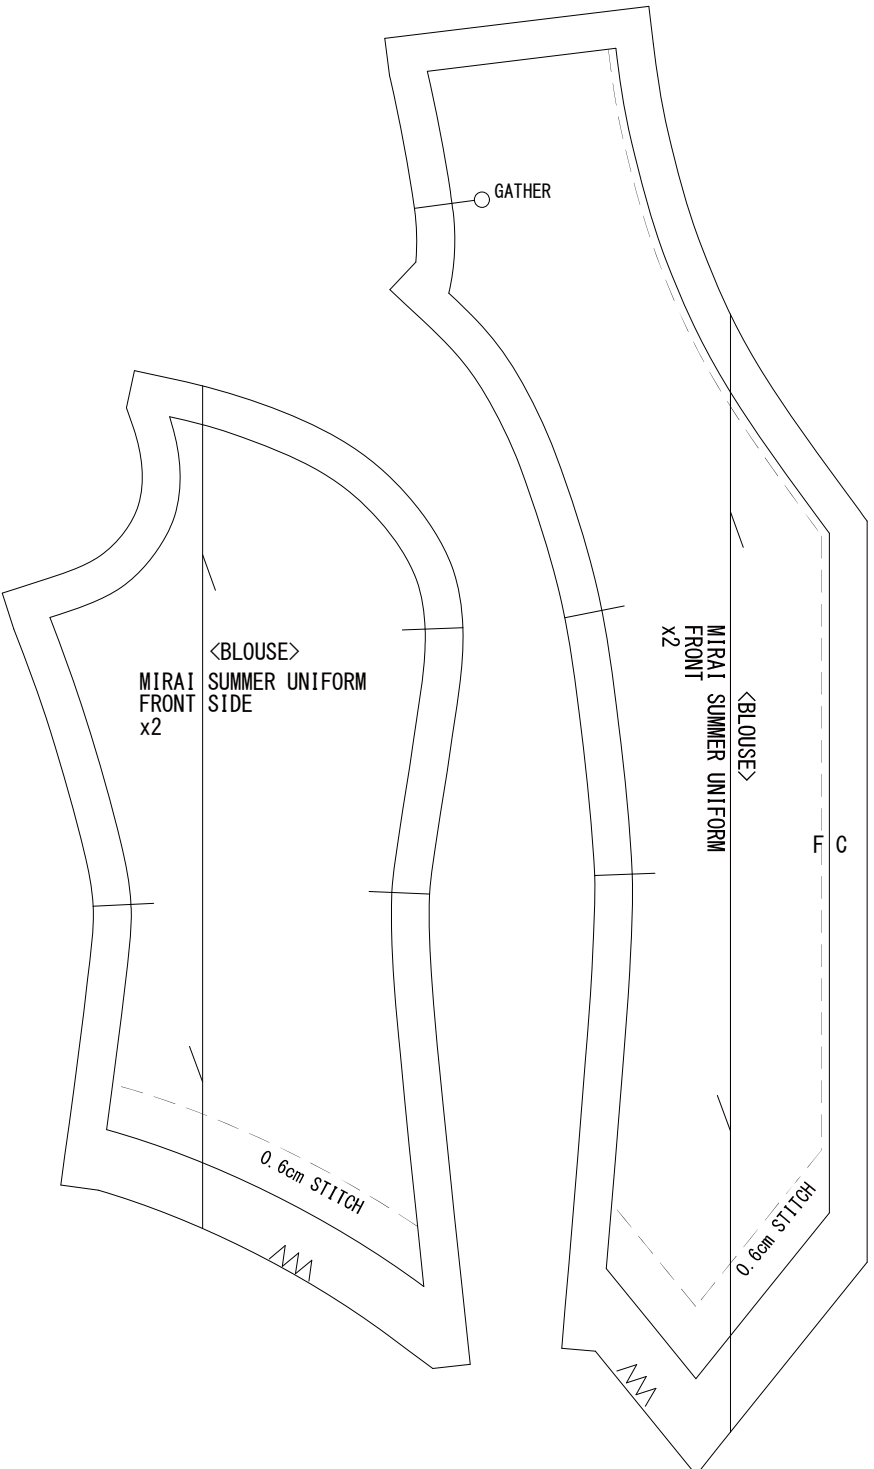 GATHER
<BLOUSE>
MIRAI SUMMER UNIFORM
FRONT SIDE
x2
0.6cm STITCH
<BLOUSE>
MIRAI SUMMER UNIFORM
FRONT
x2
F C
0.6cm STITCH